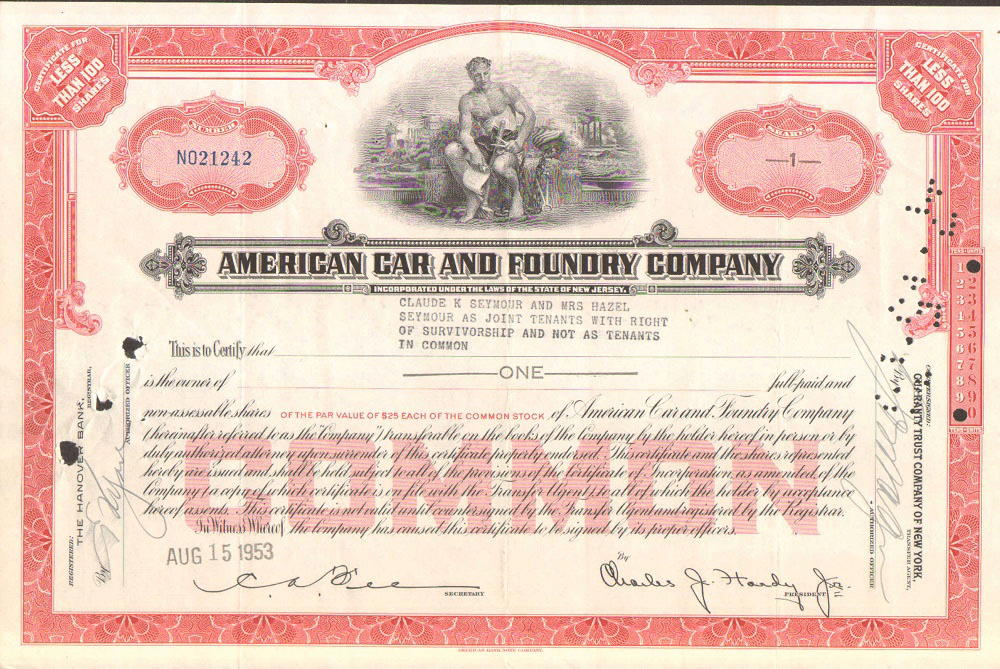 CERTIFICATE FOR
LESS
THAN 100
SHARES
CERTIFICATE FOR
LESS
THAN 100
SHARES
NUMBER
NO21242
SHARES
—1—
AMERICAN CAR AND FOUNDRY COMPANY
INCORPORATED UNDER THE LAWS OF THE STATE OF NEW JERSEY.
CLAUDE K SEYMOUR AND MRS HAZEL
SEYMOUR AS JOINT TENANTS WITH RIGHT
OF SURVIVORSHIP AND NOT AS TENANTS
IN COMMON
This is to Certify that
ONE
is the owner of full-paid and
non-assessable shares OF THE PAR VALUE OF $25 EACH OF THE COMMON STOCK of American Car and Foundry Company
(hereinafter referred to as the "Company") transferable on the books of the Company by the holder hereof in person or by
duly authorized attorney upon surrender of this certificate properly endorsed. This certificate and the shares represented
hereby are issued and shall be held subject to all of the provisions of the Certificate of Incorporation as amended, of the
Company (a copy of which certificate is on file with the Transfer Agent), to all of which the holder by acceptance
hereof assents. This certificate is not valid until countersigned by the Transfer Agent and registered by the Registrar.
In Witness Whereof the Company has caused this certificate to be signed by its proper officers.
COMMON
AUG 15 1953
By
Charles J. Hardy Jr.
SECRETARY
PRESIDENT
REGISTERED:
THE HANOVER BANK,
REGISTRAR,
By
AUTHORIZED OFFICER
COUNTERSIGNED:
GUARANTY TRUST COMPANY OF NEW YORK,
TRANSFER AGENT,
By
AUTHORIZED OFFICER
1 2 3 4 5 6 7 8 9 0
AMERICAN BANK NOTE COMPANY.